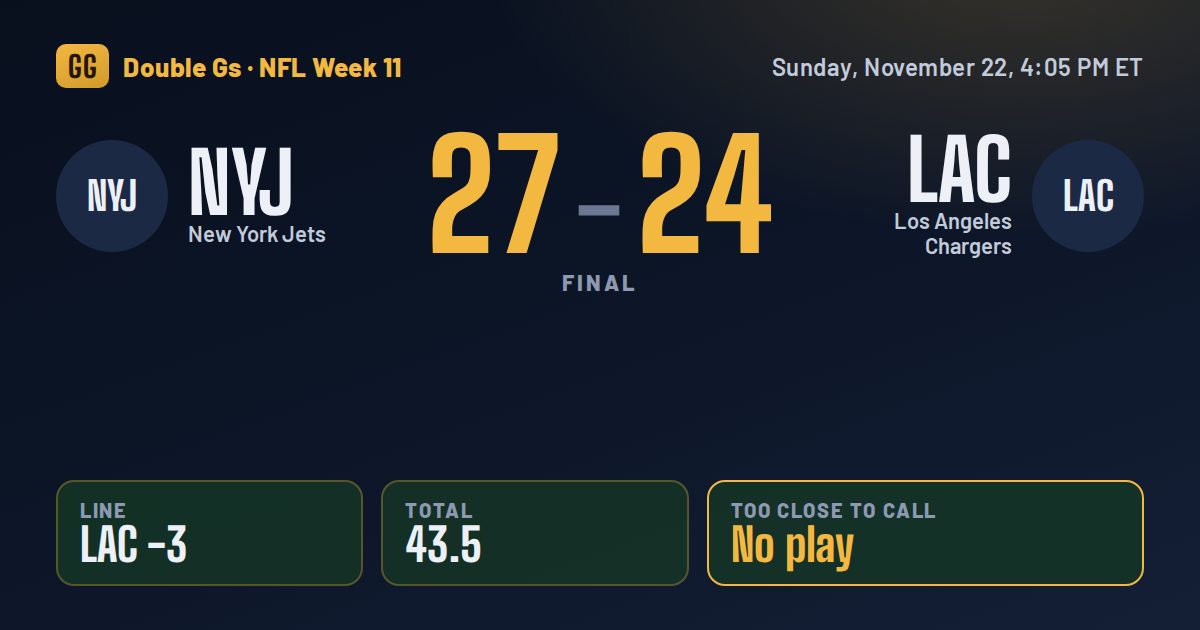 GG
Double Gs · NFL Week 11
Sunday, November 22, 4:05 PM ET
NYJ
NYJ
New York Jets
27 – 24
FINAL
LAC
Los Angeles
Chargers
LAC
LINE
LAC −3
TOTAL
43.5
TOO CLOSE TO CALL
No play